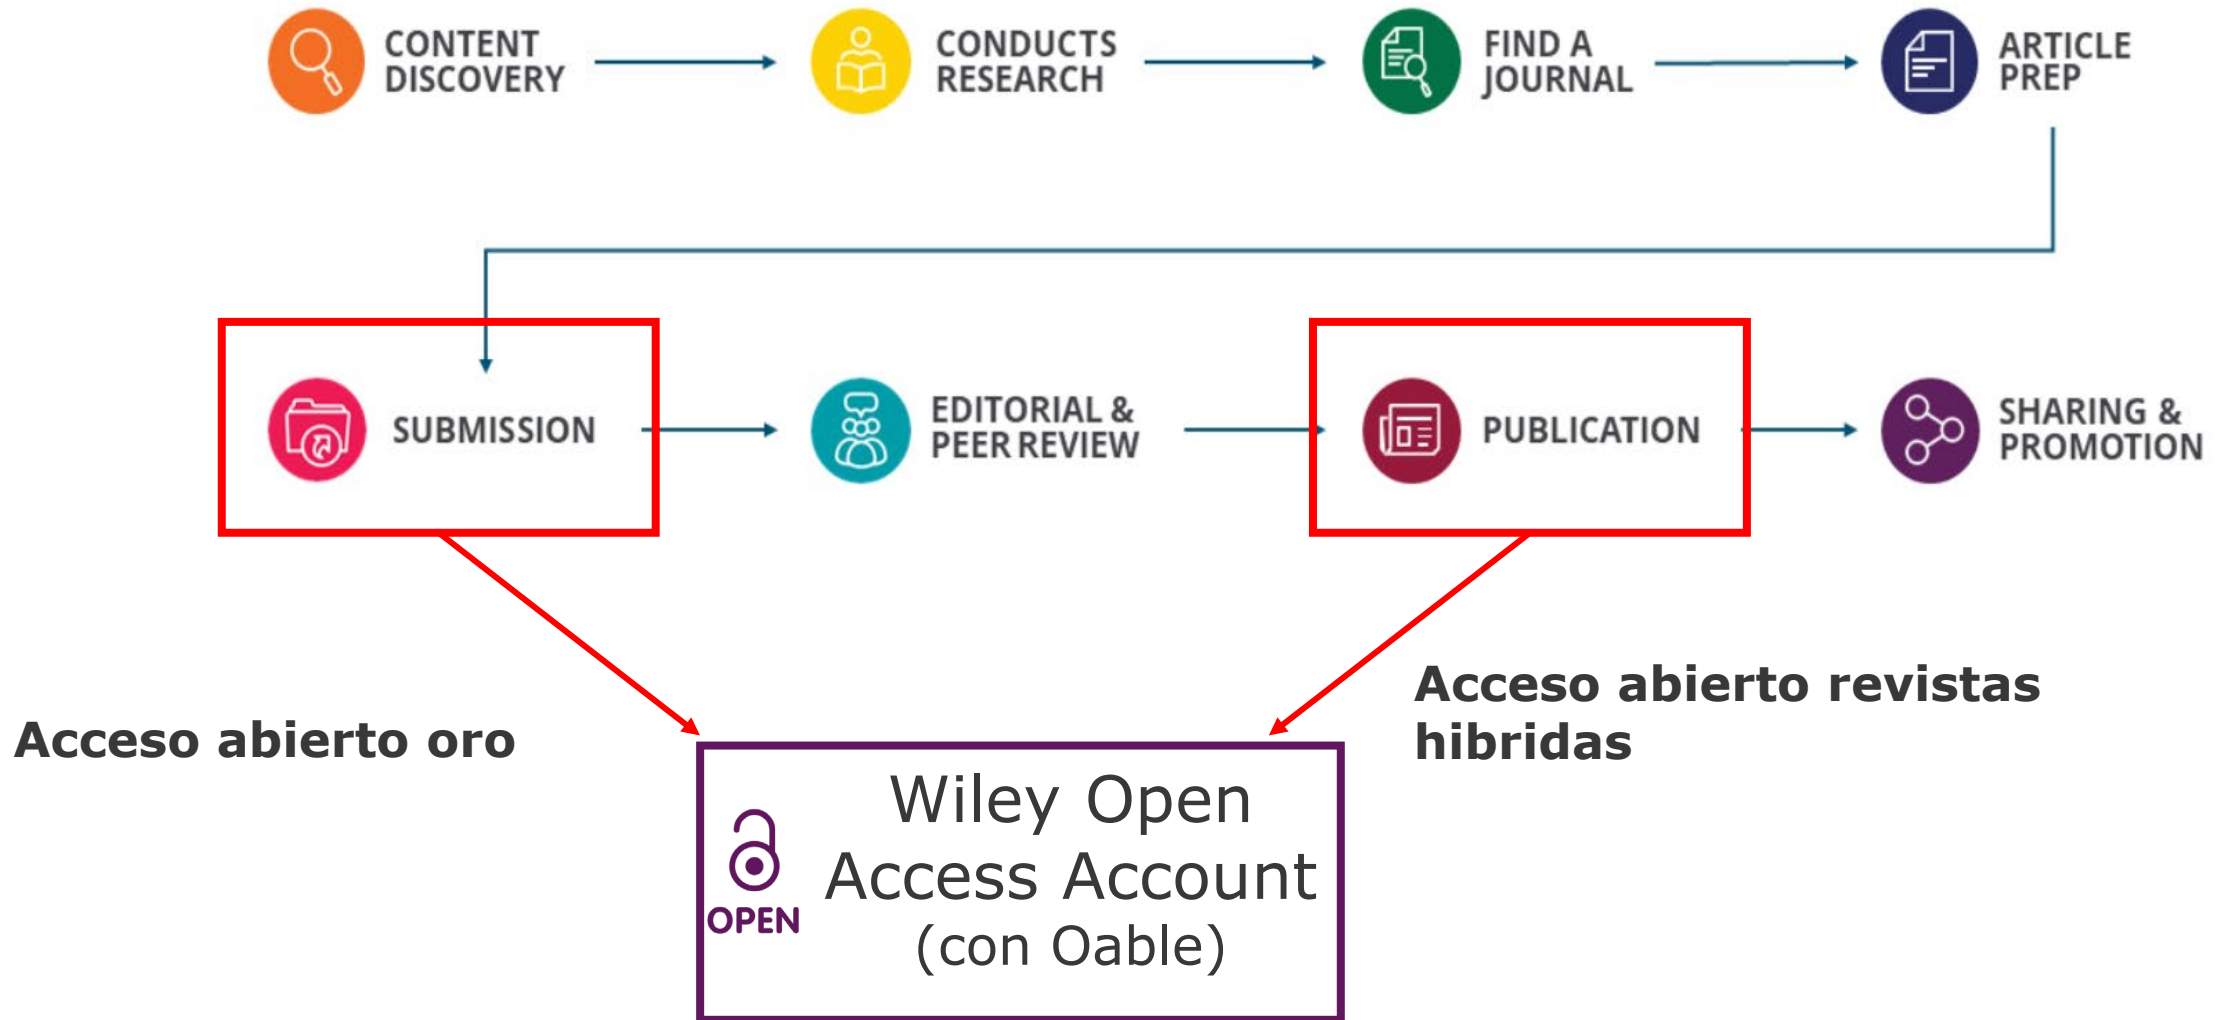 CONTENT
DISCOVERY
CONDUCTS
RESEARCH
FIND A
JOURNAL
ARTICLE
PREP
SUBMISSION
EDITORIAL &
PEER REVIEW
PUBLICATION
SHARING &
PROMOTION
Acceso abierto oro
Acceso abierto revistas
hibridas
OPEN
Wiley Open
Access Account
(con Oable)